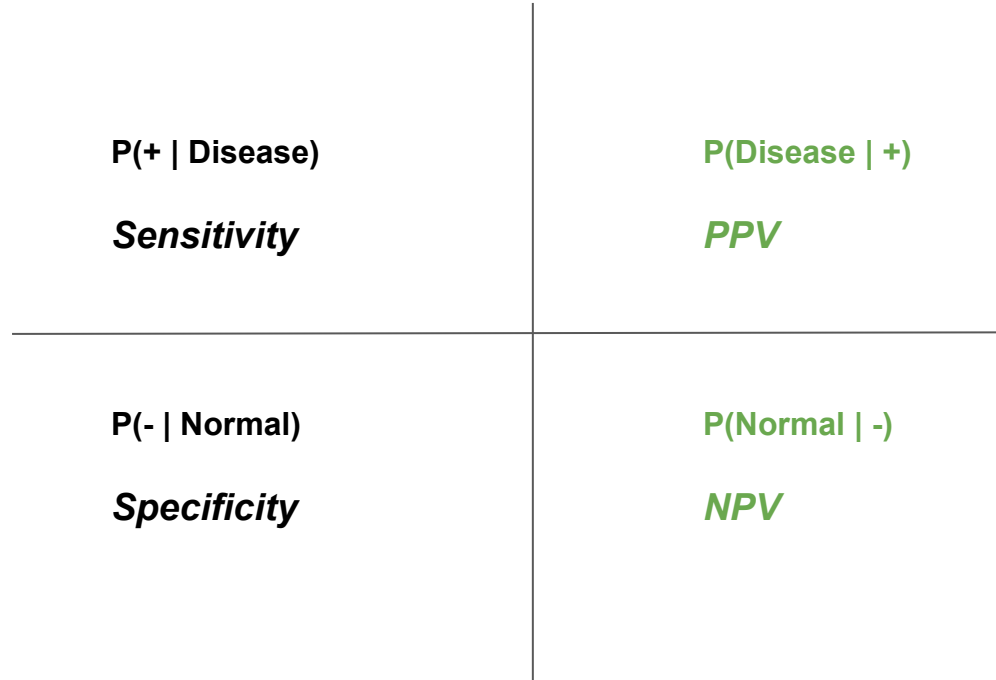 P(+ | Disease)
Sensitivity
P(Disease | +)
PPV
P(- | Normal)
Specificity
P(Normal | -)
NPV